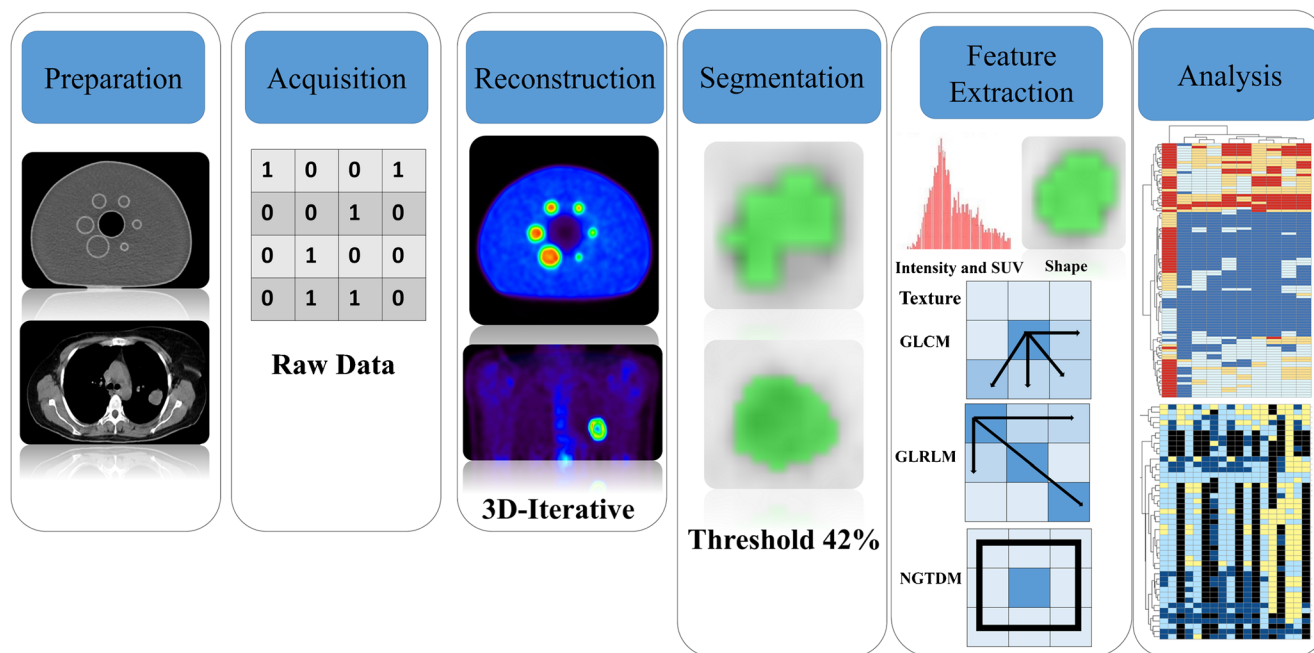 Preparation
Acquisition
Reconstruction
Segmentation
Feature
Extraction
Analysis
1 0 0 1
0 0 1 0
0 1 0 0
0 1 1 0
Raw Data
3D-Iterative
Threshold 42%
Intensity and SUV
Shape
Texture
GLCM
GLRLM
NGTDM